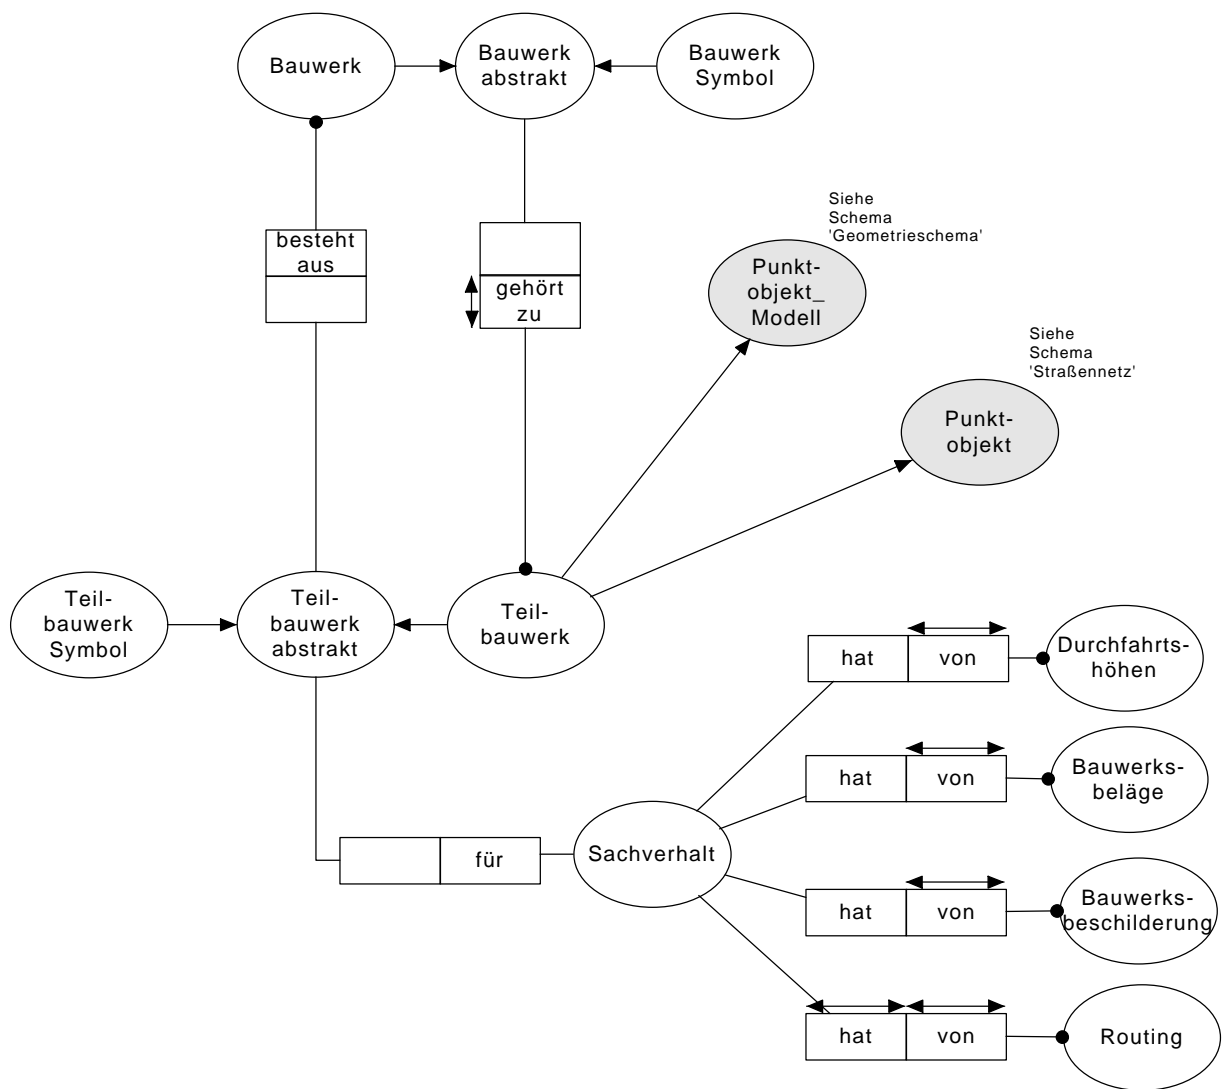 Bauwerk
Bauwerk
abstrakt
Bauwerk
Symbol
besteht
aus
gehört
zu
Siehe
Schema
'Geometrieschema'
Punkt-
objekt_
Modell
Siehe
Schema
'Straßennetz'
Punkt-
objekt
Teil-
bauwerk
Symbol
Teil-
bauwerk
abstrakt
Teil-
bauwerk
hat
von
Durchfahrts-
höhen
hat
von
Bauwerks-
beläge
für
Sachverhalt
hat
von
Bauwerks-
beschilderung
hat
von
Routing